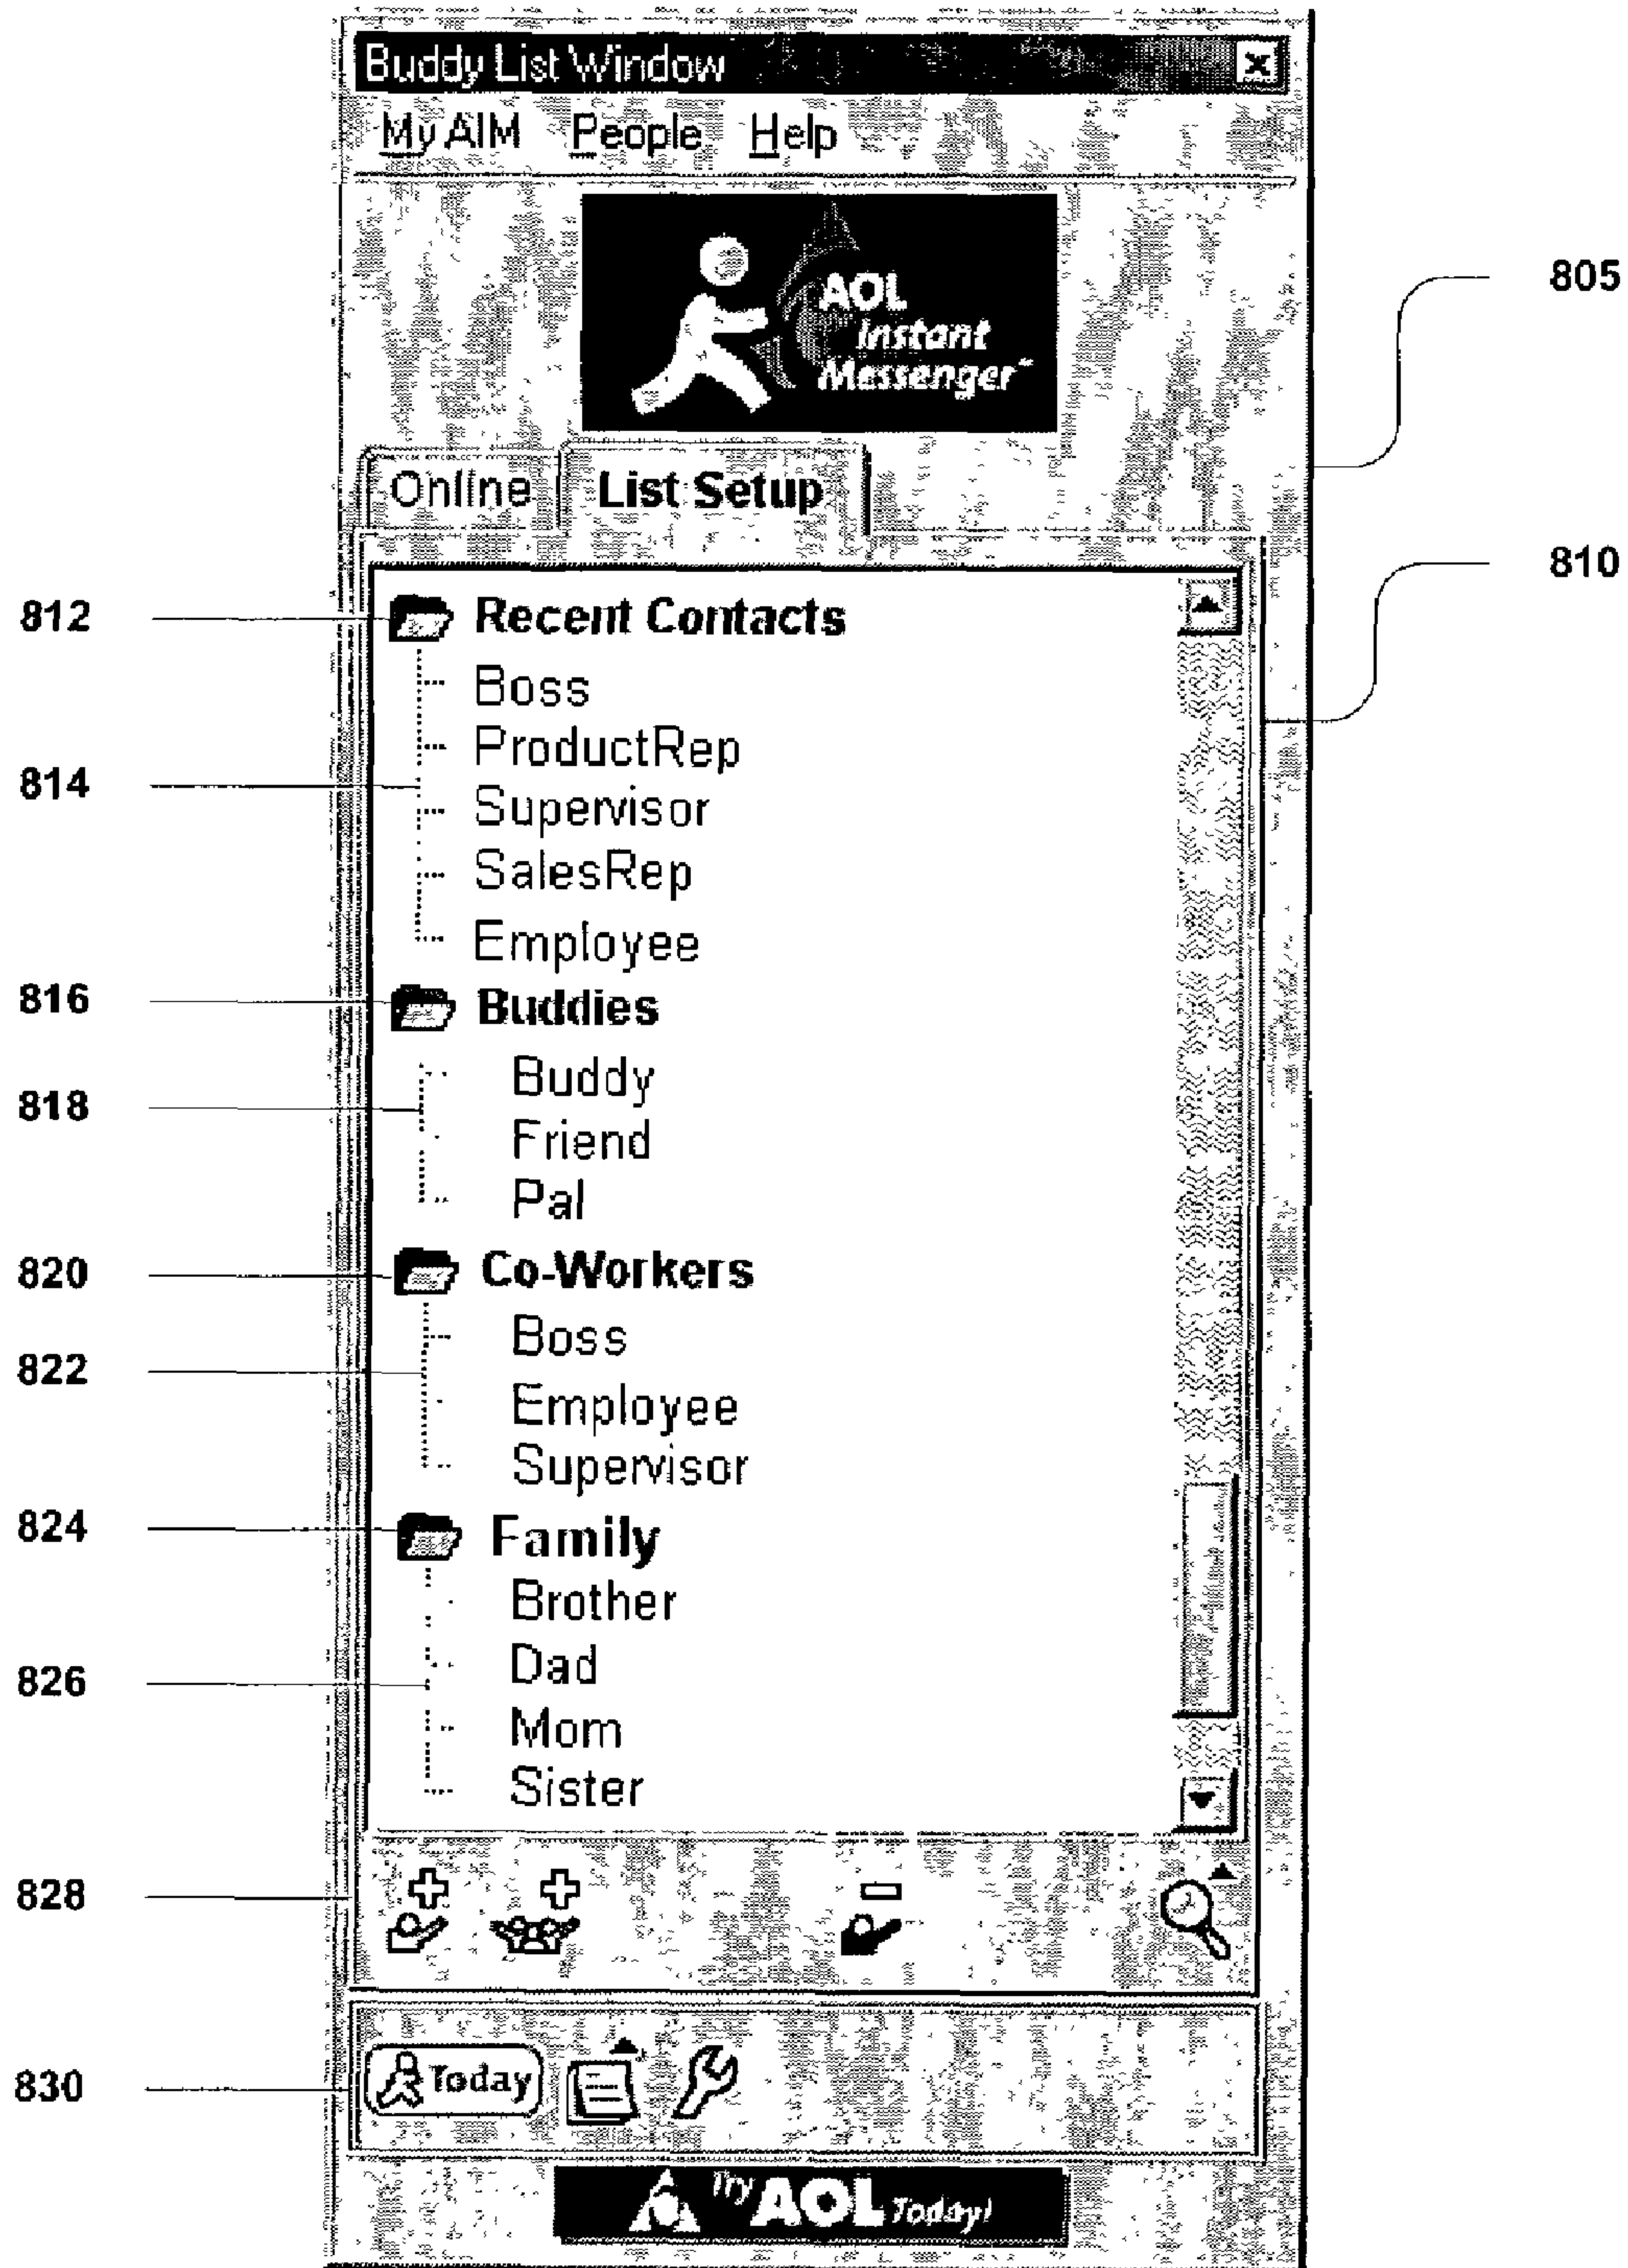 Buddy List Window
My AIM People Help
AOL
Instant
Messenger
805
Online List Setup
810
812 Recent Contacts
Boss
ProductRep
814
Supervisor
SalesRep
Employee
816 Buddies
Buddy
818
Friend
Pal
820 Co-Workers
Boss
822
Employee
Supervisor
824 Family
Brother
Dad
826
Mom
Sister
828
830 Today
Try AOL Today!